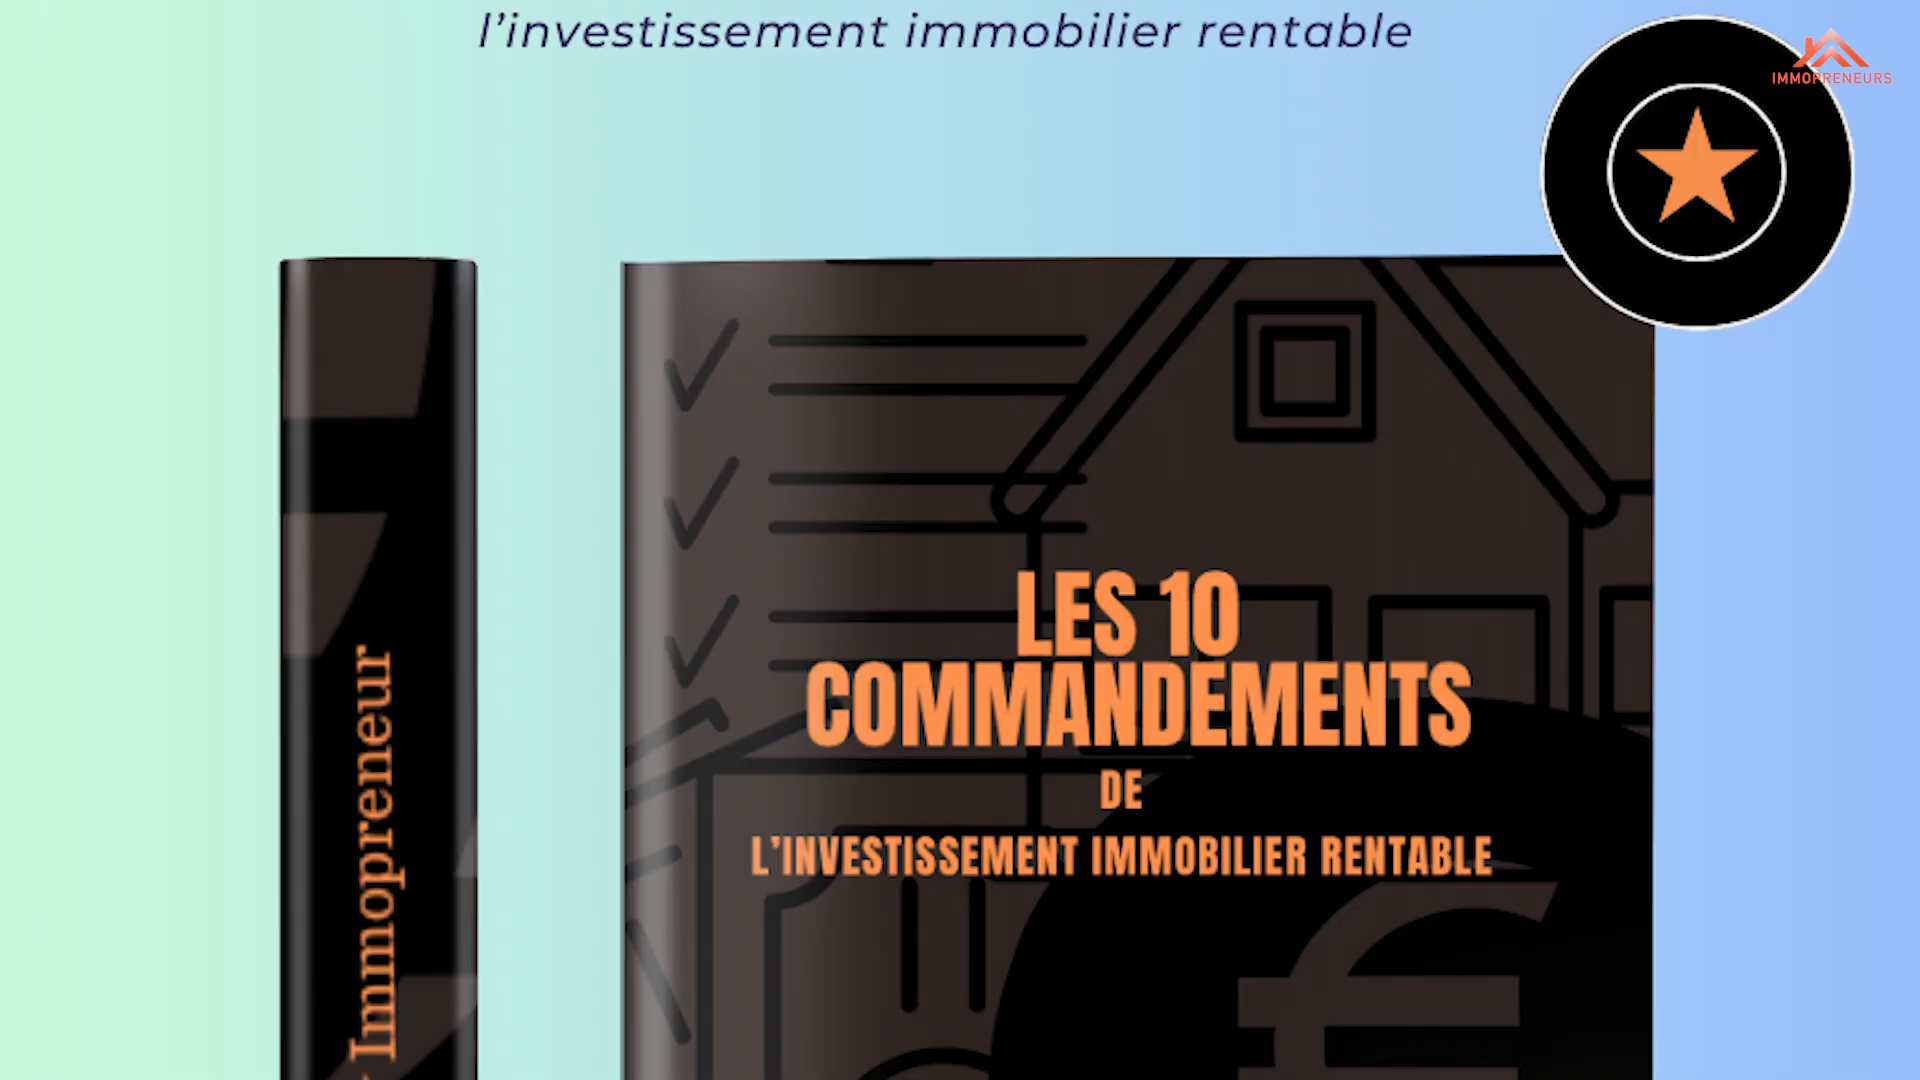 l’investissement immobilier rentable
IMMOPRENEURS
LES 10
COMMANDEMENTS
DE
L’INVESTISSEMENT IMMOBILIER RENTABLE
Immopreneur